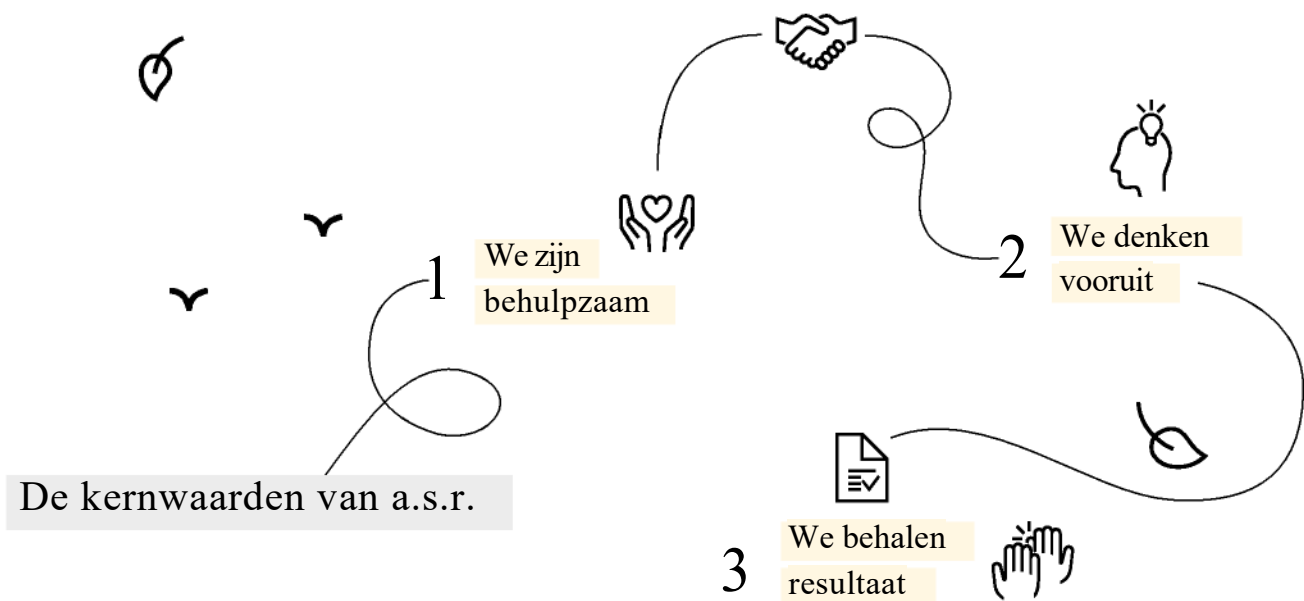 De kernwaarden van a.s.r.
1
We zijn
behulpzaam
2
We denken
vooruit
3
We behalen
resultaat